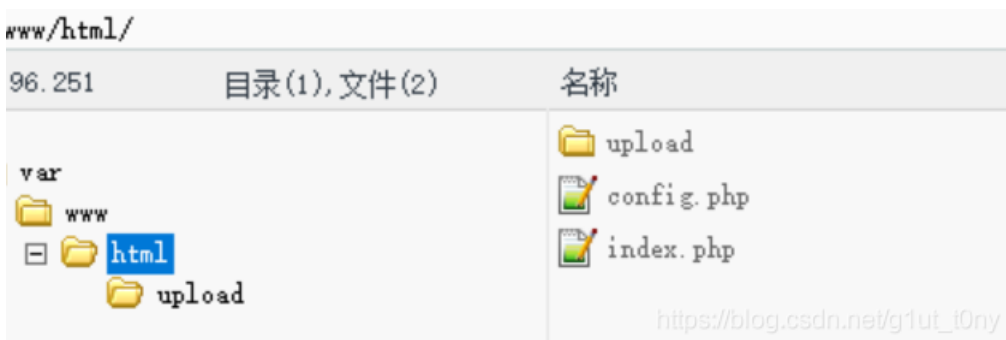 www/html/
96.251 目录(1),文件(2) 名称
var
www
html
upload
upload
config.php
index.php
https://blog.csdn.net/g1ut_t0ny